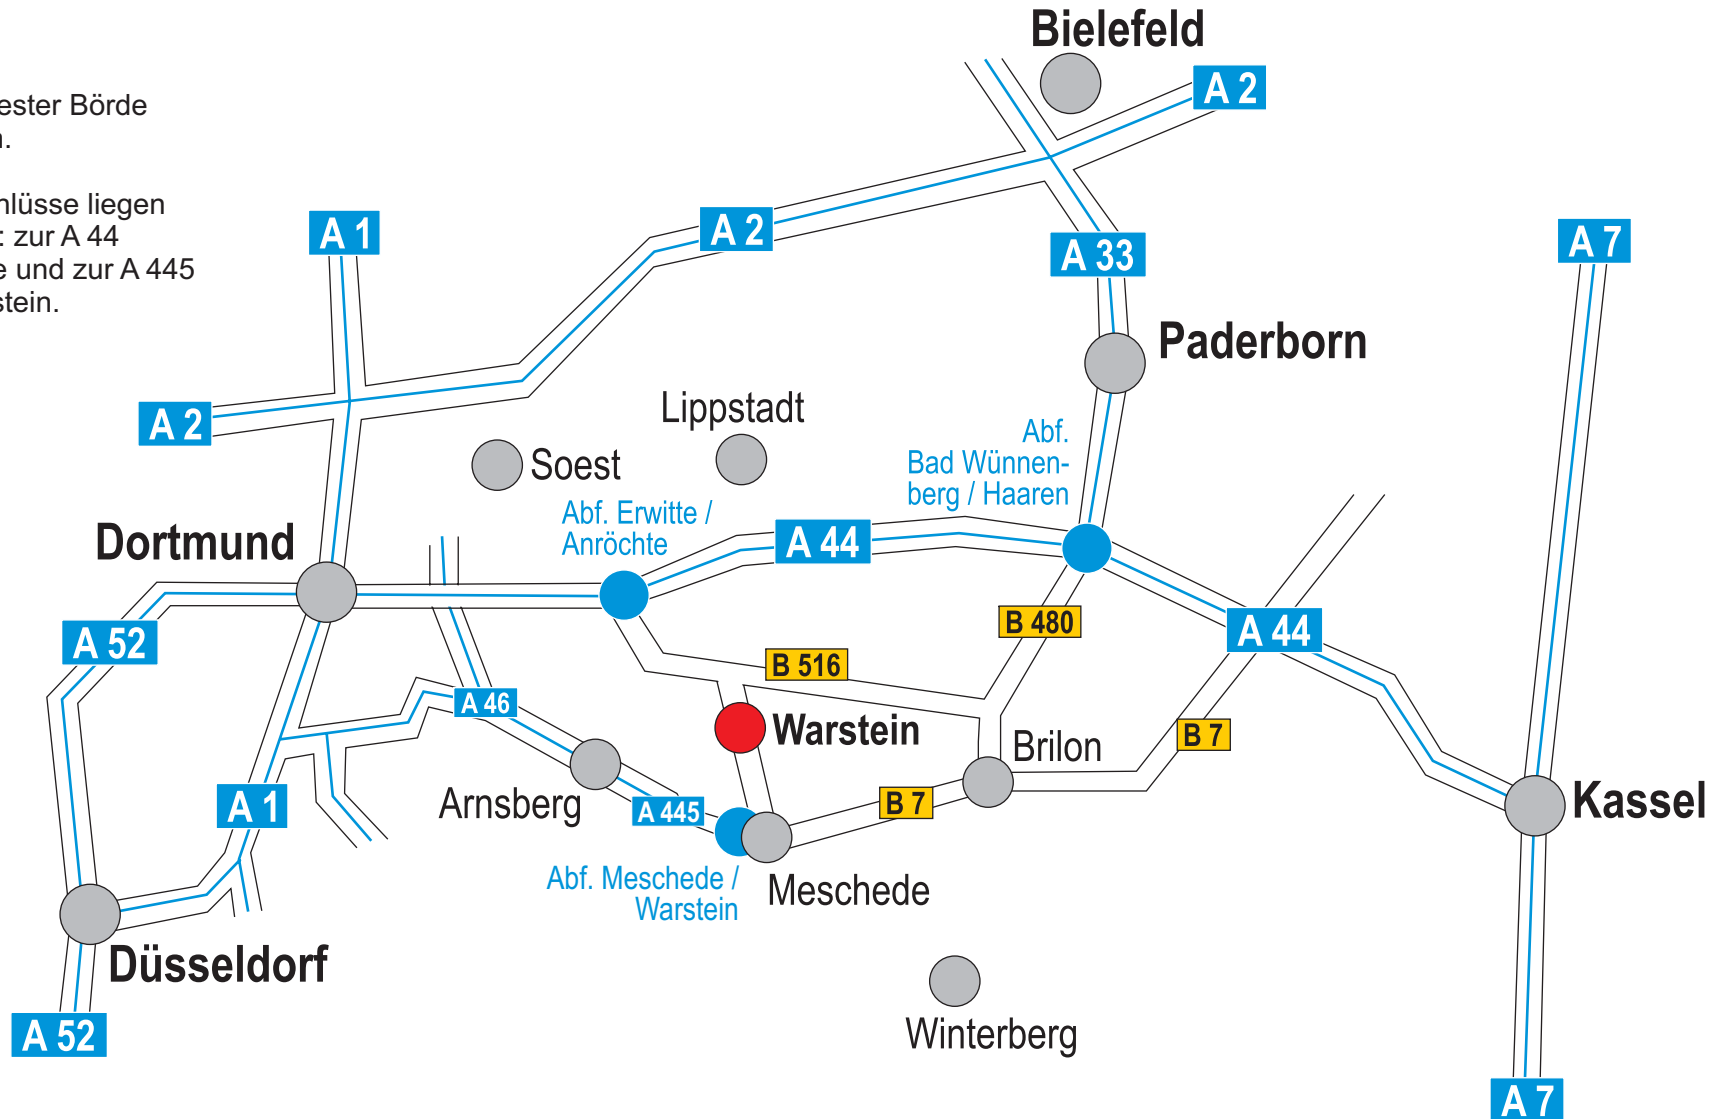 Bielefeld
A 2
ester Börde
.
hlüsse liegen
: zur A 44
e und zur A 445
stein.
A 1
A 2
A 33
A 7
Paderborn
Lippstadt
A 2
Abf.
Bad Wünnen-
berg / Haaren
Soest
Abf. Erwitte /
Anröchte
Dortmund
A 44
A 52
B 480
A 44
B 516
A 46
Warstein
B 7
Brilon
Arnsberg
A 1
A 445
B 7
Kassel
Abf. Meschede /
Warstein
Meschede
Düsseldorf
A 52
Winterberg
A 7